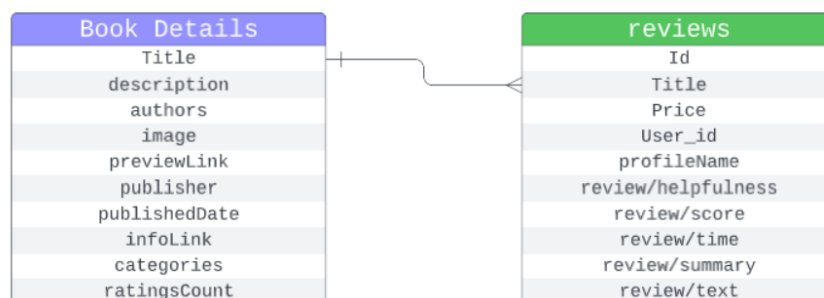 Book Details
Title
description
authors
image
previewLink
publisher
publishedDate
infoLink
categories
ratingsCount
reviews
Id
Title
Price
User_id
profileName
review/helpfulness
review/score
review/time
review/summary
review/text